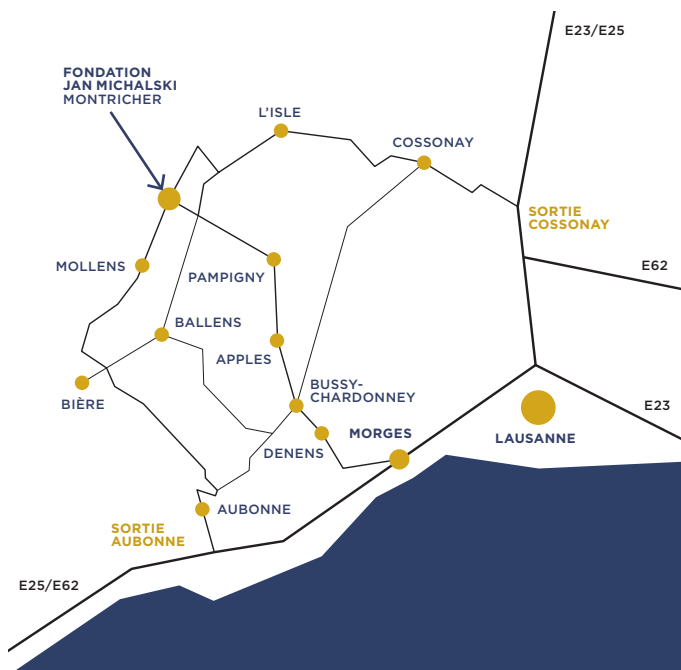 E23/E25
FONDATION
JAN MICHALSKI
MONTRICHER
L'ISLE
COSSONAY
SORTIE
COSSONAY
MOLLENS
PAMPIGNY
E62
BALLENS
APPLES
BUSSY-
CHARDONNEY
BIÈRE
E23
MORGES
LAUSANNE
DENENS
AUBONNE
SORTIE
AUBONNE
E25/E62